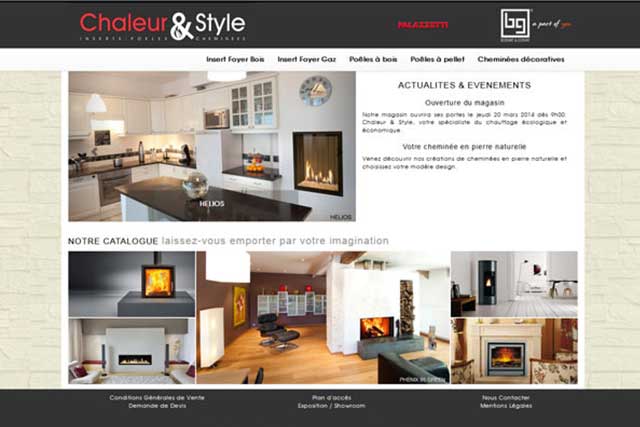 Chaleur & Style
INSERTS POÊLES CHEMINÉES
PALAZZETTI
bg
a part of you
Insert Foyer Bois Insert Foyer Gaz Poêles à bois Poêles à pellet Cheminées décoratives
ACTUALITES & EVENEMENTS
Ouverture du magasin
Notre magasin ouvrira ses portes le jeudi 20 mars 2014 dès 9h00.
Chaleur & Style, votre spécialiste du chauffage écologique et
économique.
Votre cheminée en pierre naturelle
Venez découvrir nos créations de cheminées en pierre naturelle et
choisissez votre modèle design.
HELIOS
HELIOS
NOTRE CATALOGUE laissez-vous emporter par votre imagination
PHENIX 85 GREEN
Conditions Générales de Vente Plan d'accès Nous Contacter
Demande de Devis Exposition / Showroom Mentions Légales